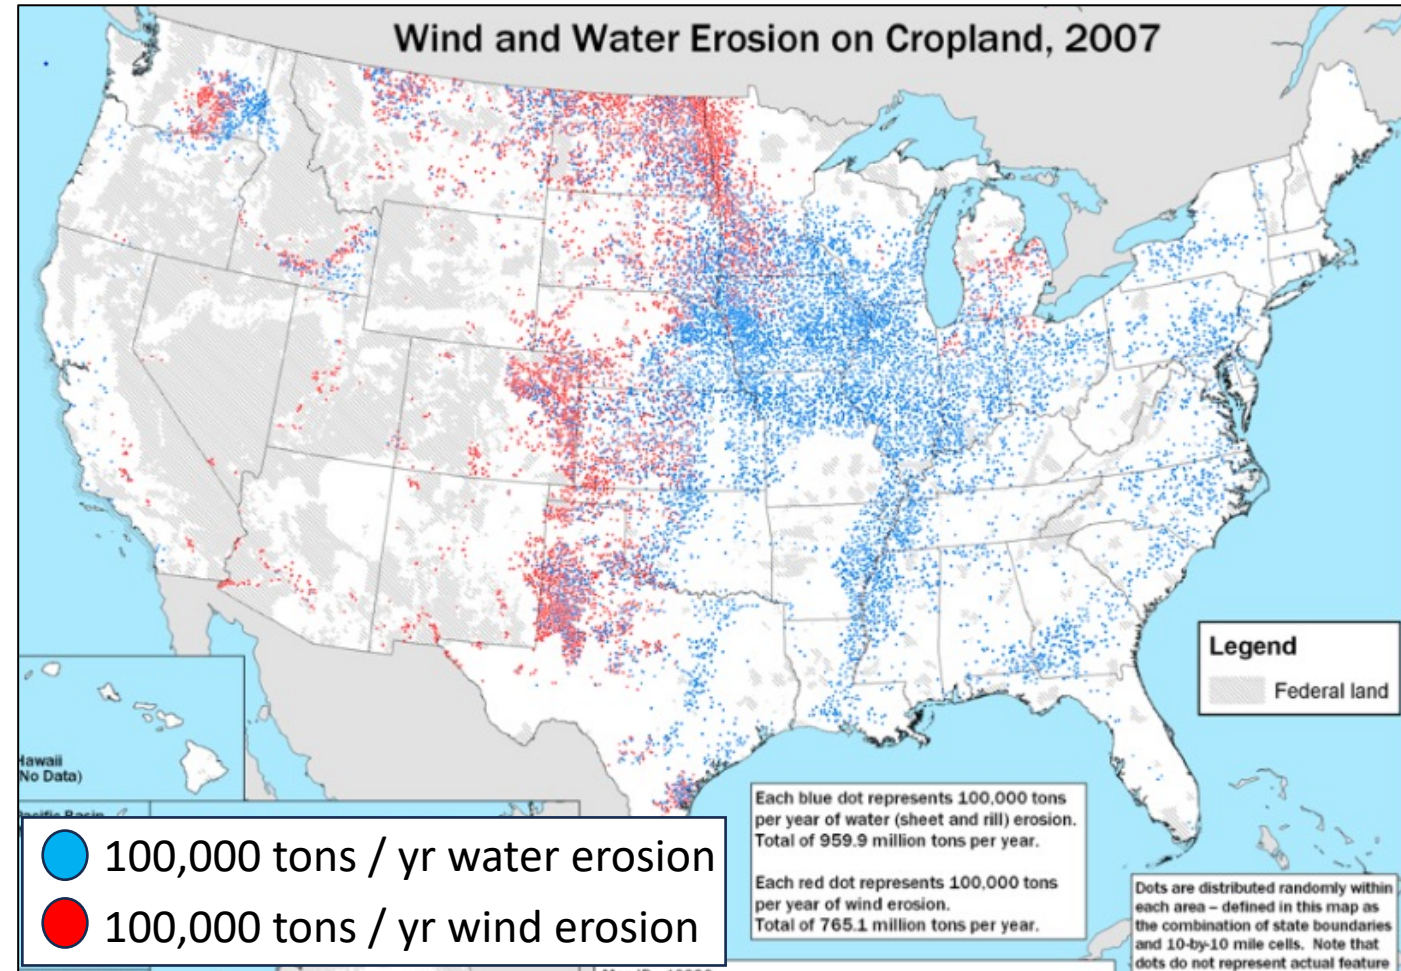 Wind and Water Erosion on Cropland, 2007
Legend
Federal land
Hawaii
(No Data)
Pacific Basin
100,000 tons / yr water erosion
100,000 tons / yr wind erosion
Each blue dot represents 100,000 tons
per year of water (sheet and rill) erosion.
Total of 959.9 million tons per year.
Each red dot represents 100,000 tons
per year of wind erosion.
Total of 765.1 million tons per year.
Dots are distributed randomly within
each area – defined in this map as
the combination of state boundaries
and 10-by-10 mile cells. Note that
dots do not represent actual feature